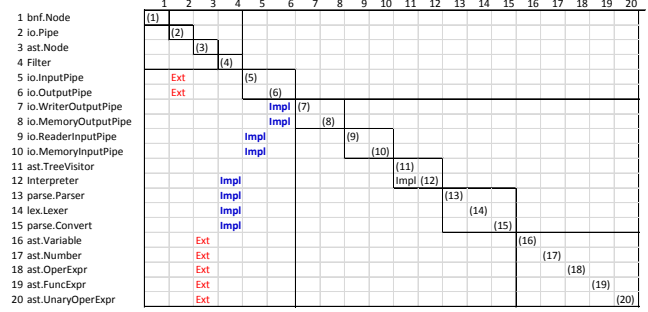 1 2 3 4 5 6 7 8 9 10 11 12 13 14 15 16 17 18 19 20
1 bnf.Node (1)
2 io.Pipe (2)
3 ast.Node (3)
4 Filter (4)
5 io.InputPipe Ext (5)
6 io.OutputPipe Ext (6)
7 io.WriterOutputPipe Impl (7)
8 io.MemoryOutputPipe Impl (8)
9 io.ReaderInputPipe Impl (9)
10 io.MemoryInputPipe Impl (10)
11 ast.TreeVisitor (11)
12 Interpreter Impl Impl (12)
13 parse.Parser Impl (13)
14 lex.Lexer Impl (14)
15 parse.Convert Impl (15)
16 ast.Variable Ext (16)
17 ast.Number Ext (17)
18 ast.OperExpr Ext (18)
19 ast.FuncExpr Ext (19)
20 ast.UnaryOperExpr Ext (20)